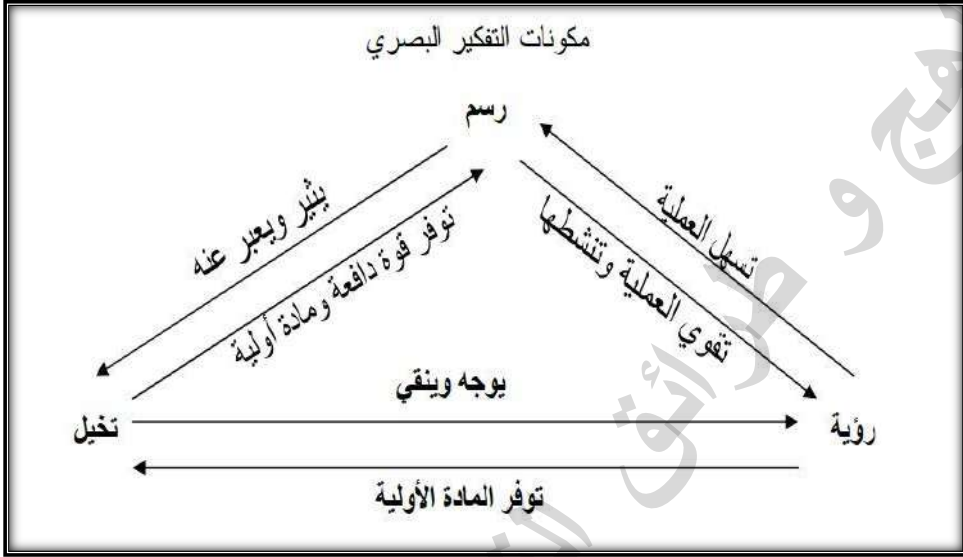 مكونات التفكير البصري
رسم
يثير ويعبر عنه
توفر قوة دافعة ومادة أولية
تسهل العملية
تقوي العملية وتنشطها
يوجه وينقي
رؤية
تخيل
توفر المادة الأولية
و طرائق